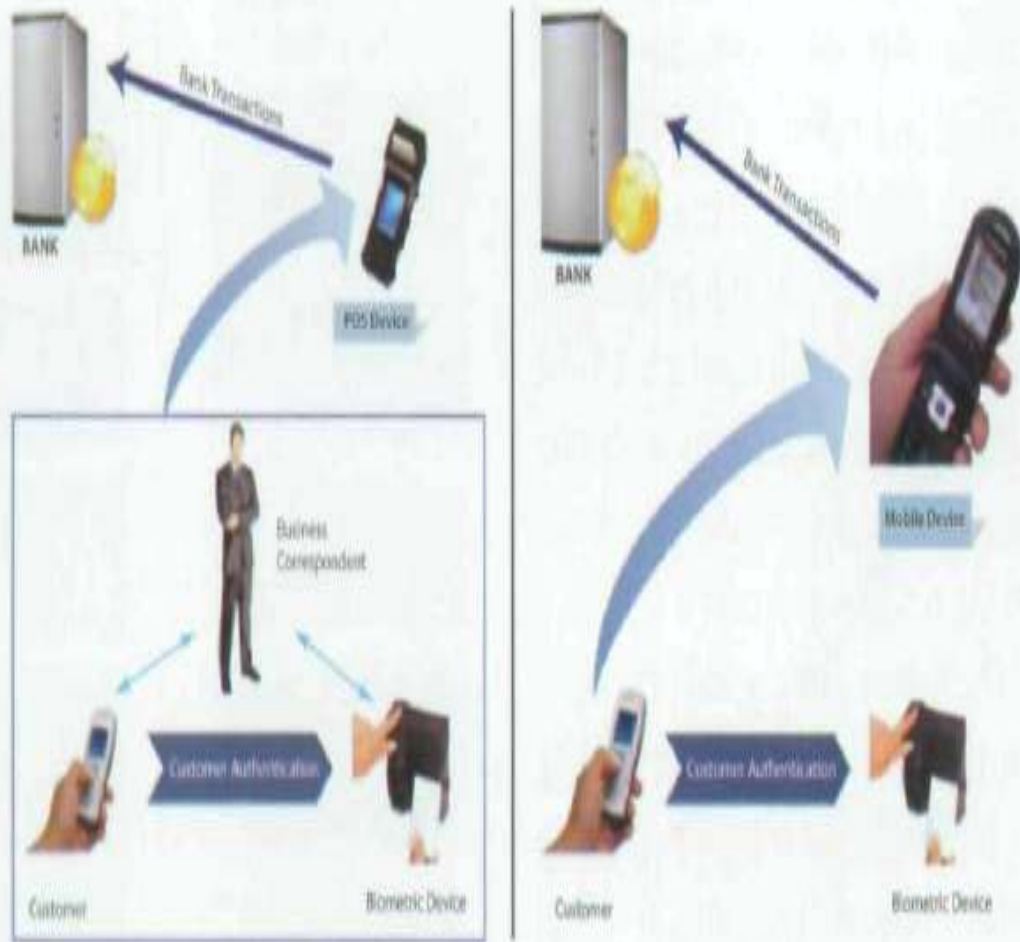 Bank Transactions
BANK
POS Device
Business
Correspondent
Customer Authentication
Customer
Biometric Device
Bank Transactions
BANK
Mobile Device
Customer Authentication
Customer
Biometric Device